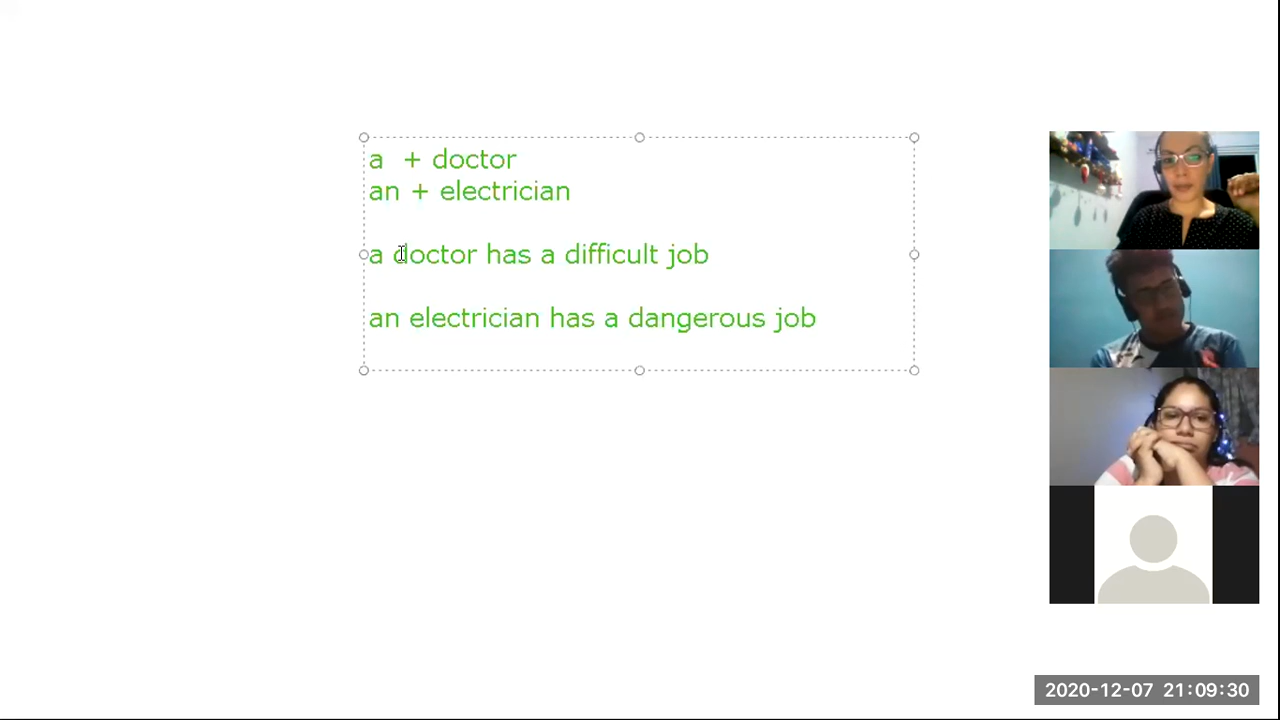 a + doctor
an + electrician
a doctor has a difficult job
an electrician has a dangerous job
2020-12-07 21:09:30